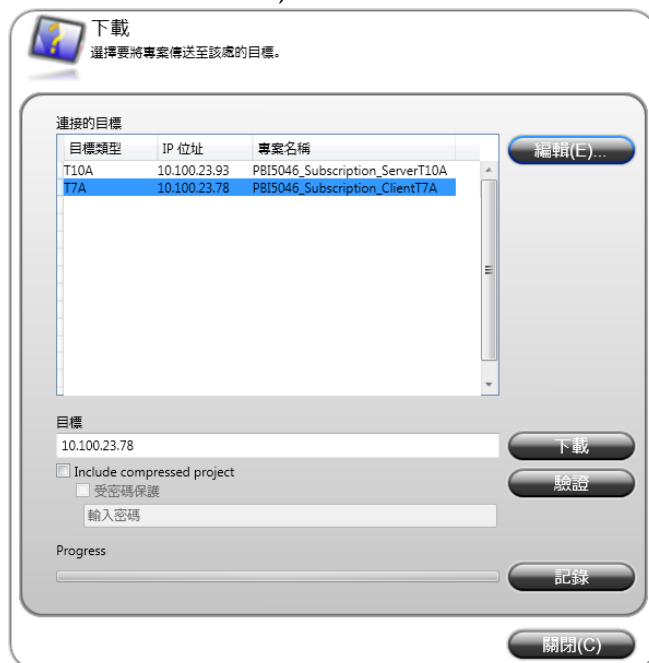 下載
選擇要將專案傳送至該處的目標。
連接的目標
目標類型 IP 位址 專案名稱
編輯(E)...
T10A 10.100.23.93 PBI5046_Subscription_ServerT10A
T7A 10.100.23.78 PBI5046_Subscription_ClientT7A
目標
10.100.23.78
下載
Include compressed project
驗證
受密碼保護
輸入密碼
Progress
記錄
關閉(C)